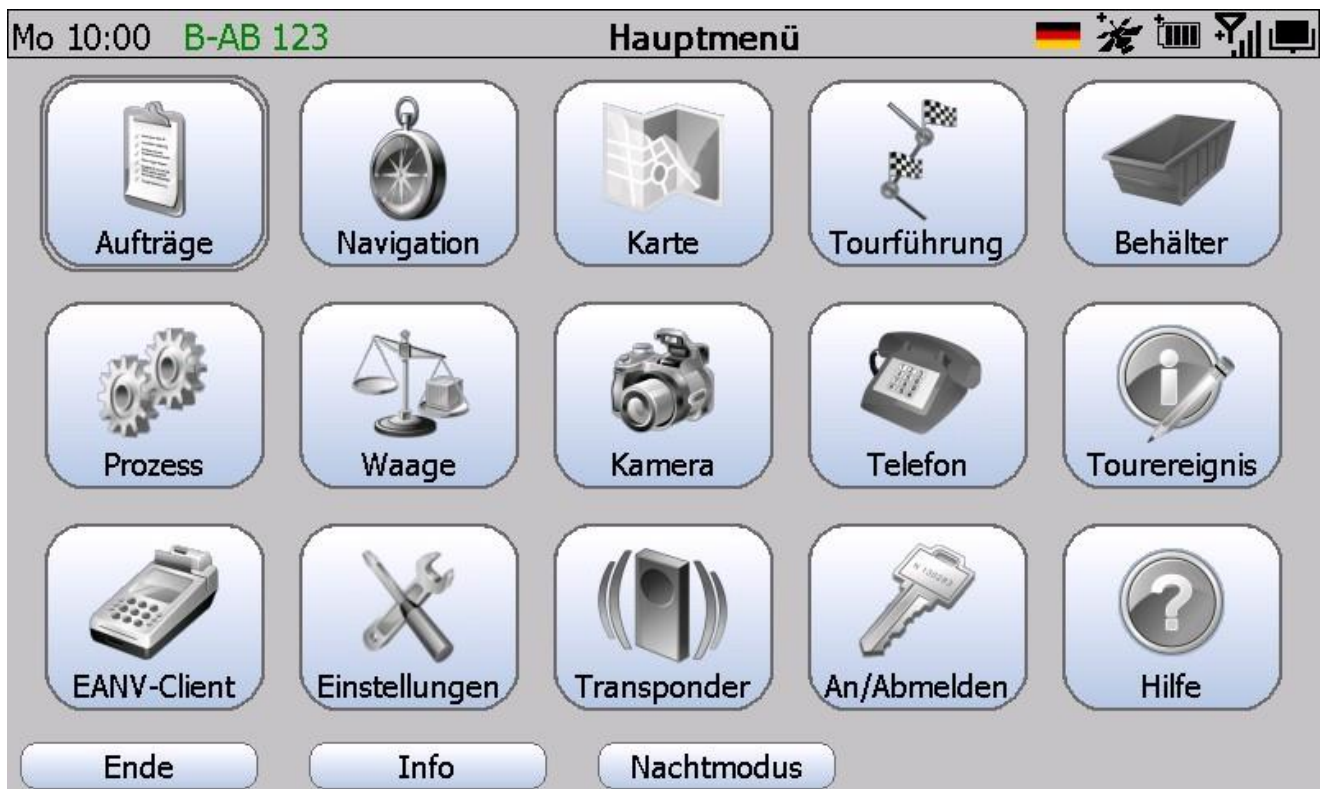 Mo 10:00 B-AB 123 Hauptmenü
Aufträge Navigation Karte Tourführung Behälter
Prozess Waage Kamera Telefon Tourereignis
EANV-Client Einstellungen Transponder An/Abmelden Hilfe
Ende Info Nachtmodus